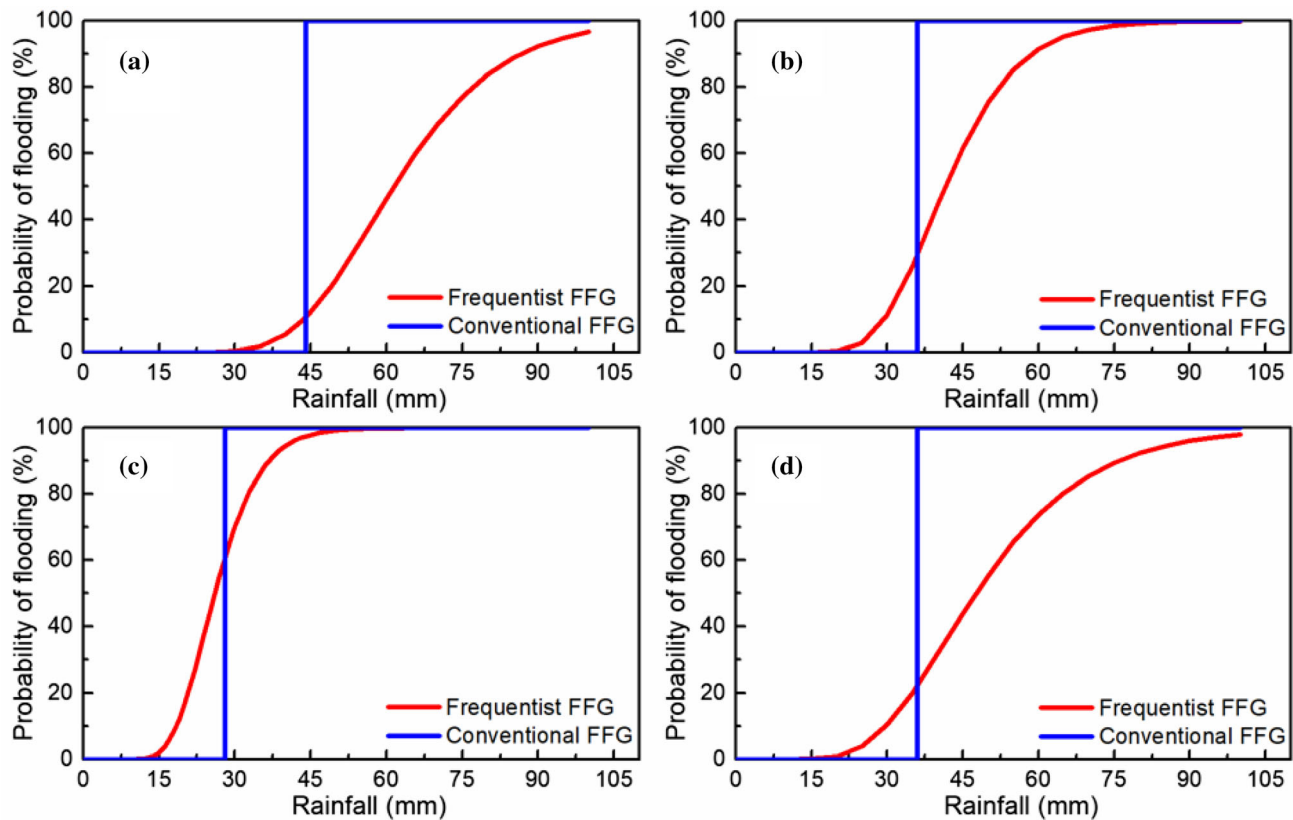 (a)
Probability of flooding (%)
100
80
60
40
20
0
Frequentist FFG
Conventional FFG
0 15 30 45 60 75 90 105
Rainfall (mm)
(b)
Probability of flooding (%)
100
80
60
40
20
0
Frequentist FFG
Conventional FFG
0 15 30 45 60 75 90 105
Rainfall (mm)
(c)
Probability of flooding (%)
100
80
60
40
20
0
Frequentist FFG
Conventional FFG
0 15 30 45 60 75 90 105
Rainfall (mm)
(d)
Probability of flooding (%)
100
80
60
40
20
0
Frequentist FFG
Conventional FFG
0 15 30 45 60 75 90 105
Rainfall (mm)